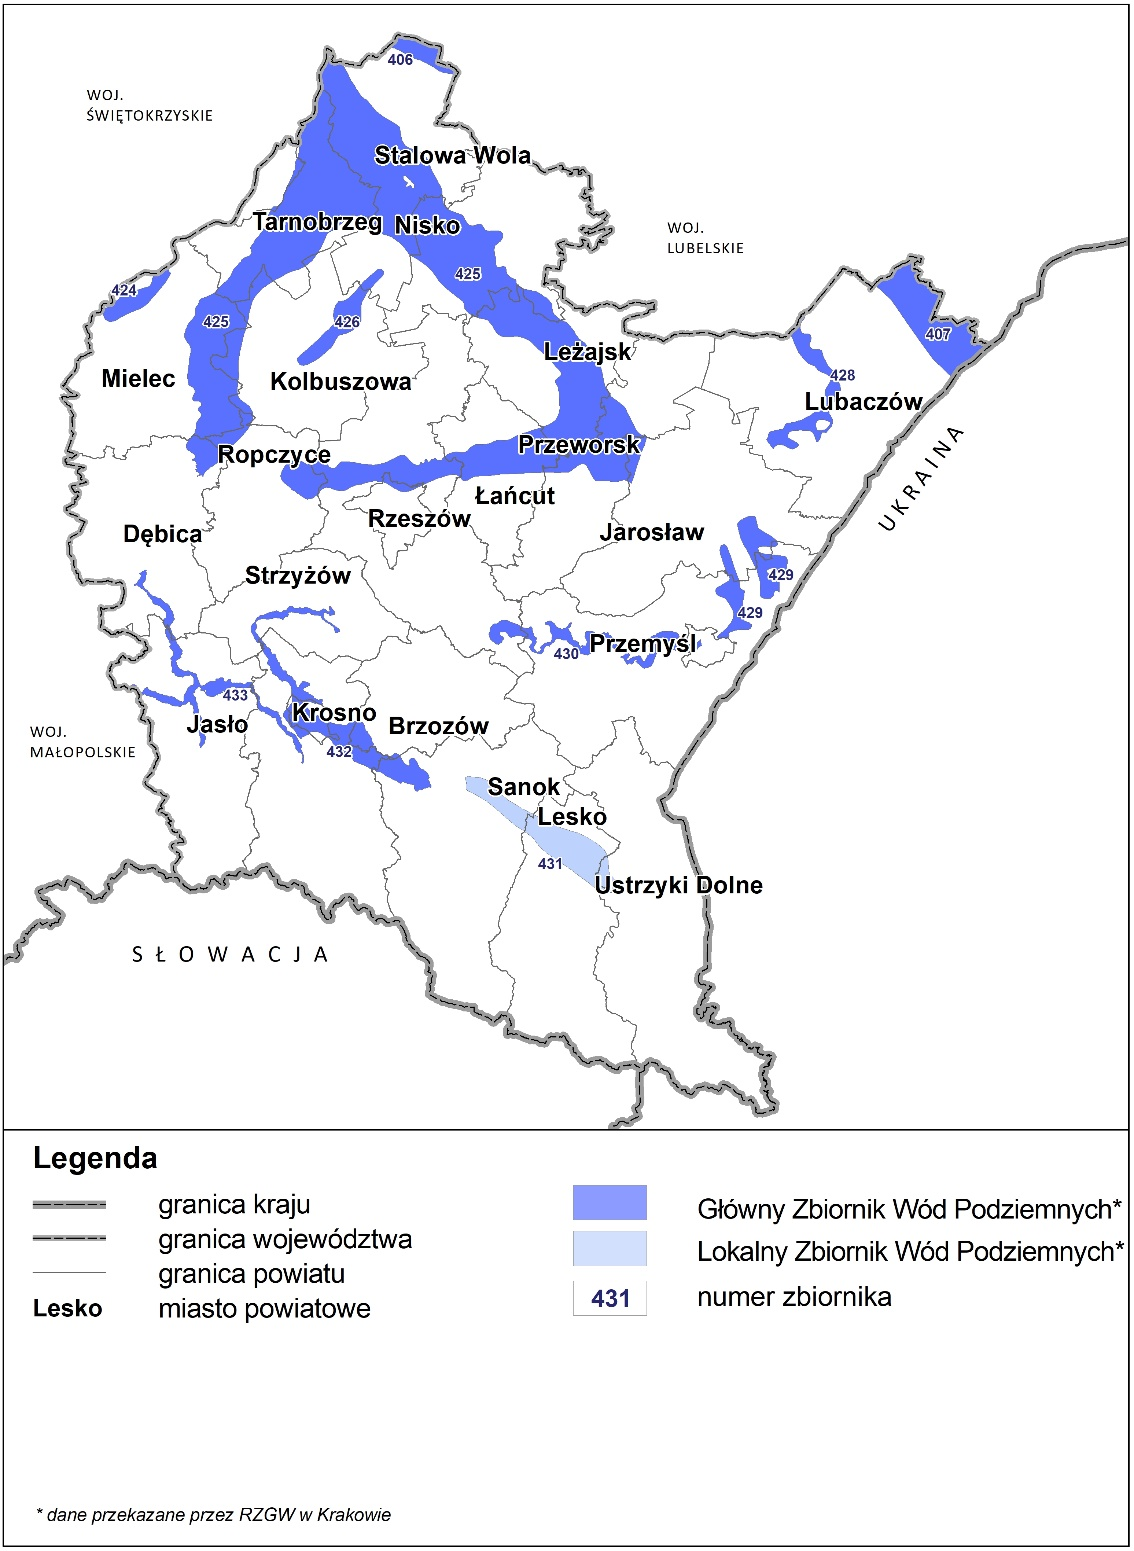 406
WOJ.
ŚWIĘTOKRZYSKIE
Stalowa Wola
Tarnobrzeg
Nisko
WOJ.
LUBELSKIE
425
424
425
426
407
Leżajsk
Mielec
Kolbuszowa
428
Lubaczów
Ropczyce
Przeworsk
UKRAINA
Łańcut
Rzeszów
Dębica
Jarosław
Strzyżów
429
429
430
Przemyśl
433
Jasło
Krosno
Brzozów
WOJ.
MAŁOPOLSKIE
432
Sanok
Lesko
431
Ustrzyki Dolne
SŁOWACJA
Legenda
granica kraju
granica województwa
granica powiatu
Lesko miasto powiatowe
Główny Zbiornik Wód Podziemnych*
Lokalny Zbiornik Wód Podziemnych*
431 numer zbiornika
* dane przekazane przez RZGW w Krakowie